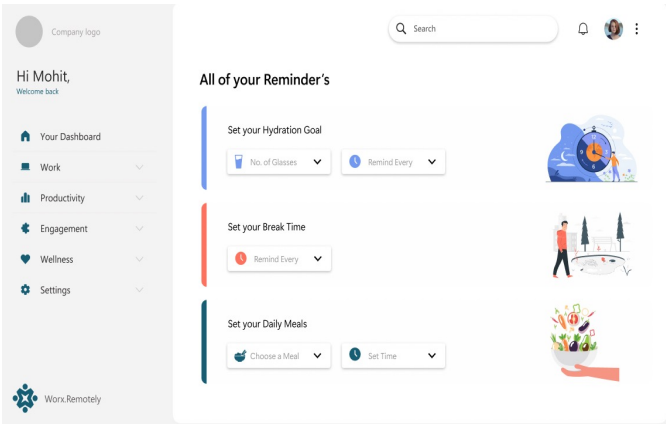 Company logo
Search
Hi Mohit,
Welcome back
All of your Reminder's
Your Dashboard
Work
Productivity
Engagement
Wellness
Settings
Set your Hydration Goal
No. of Glasses
Remind Every
Set your Break Time
Remind Every
Set your Daily Meals
Choose a Meal
Set Time
Worx.Remotely